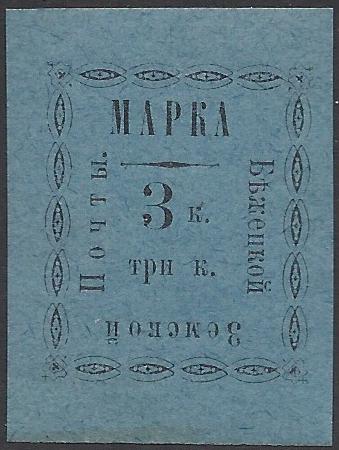 МАРКА
Бѣжецкой
Земской
Почты.
3 к.
три к.